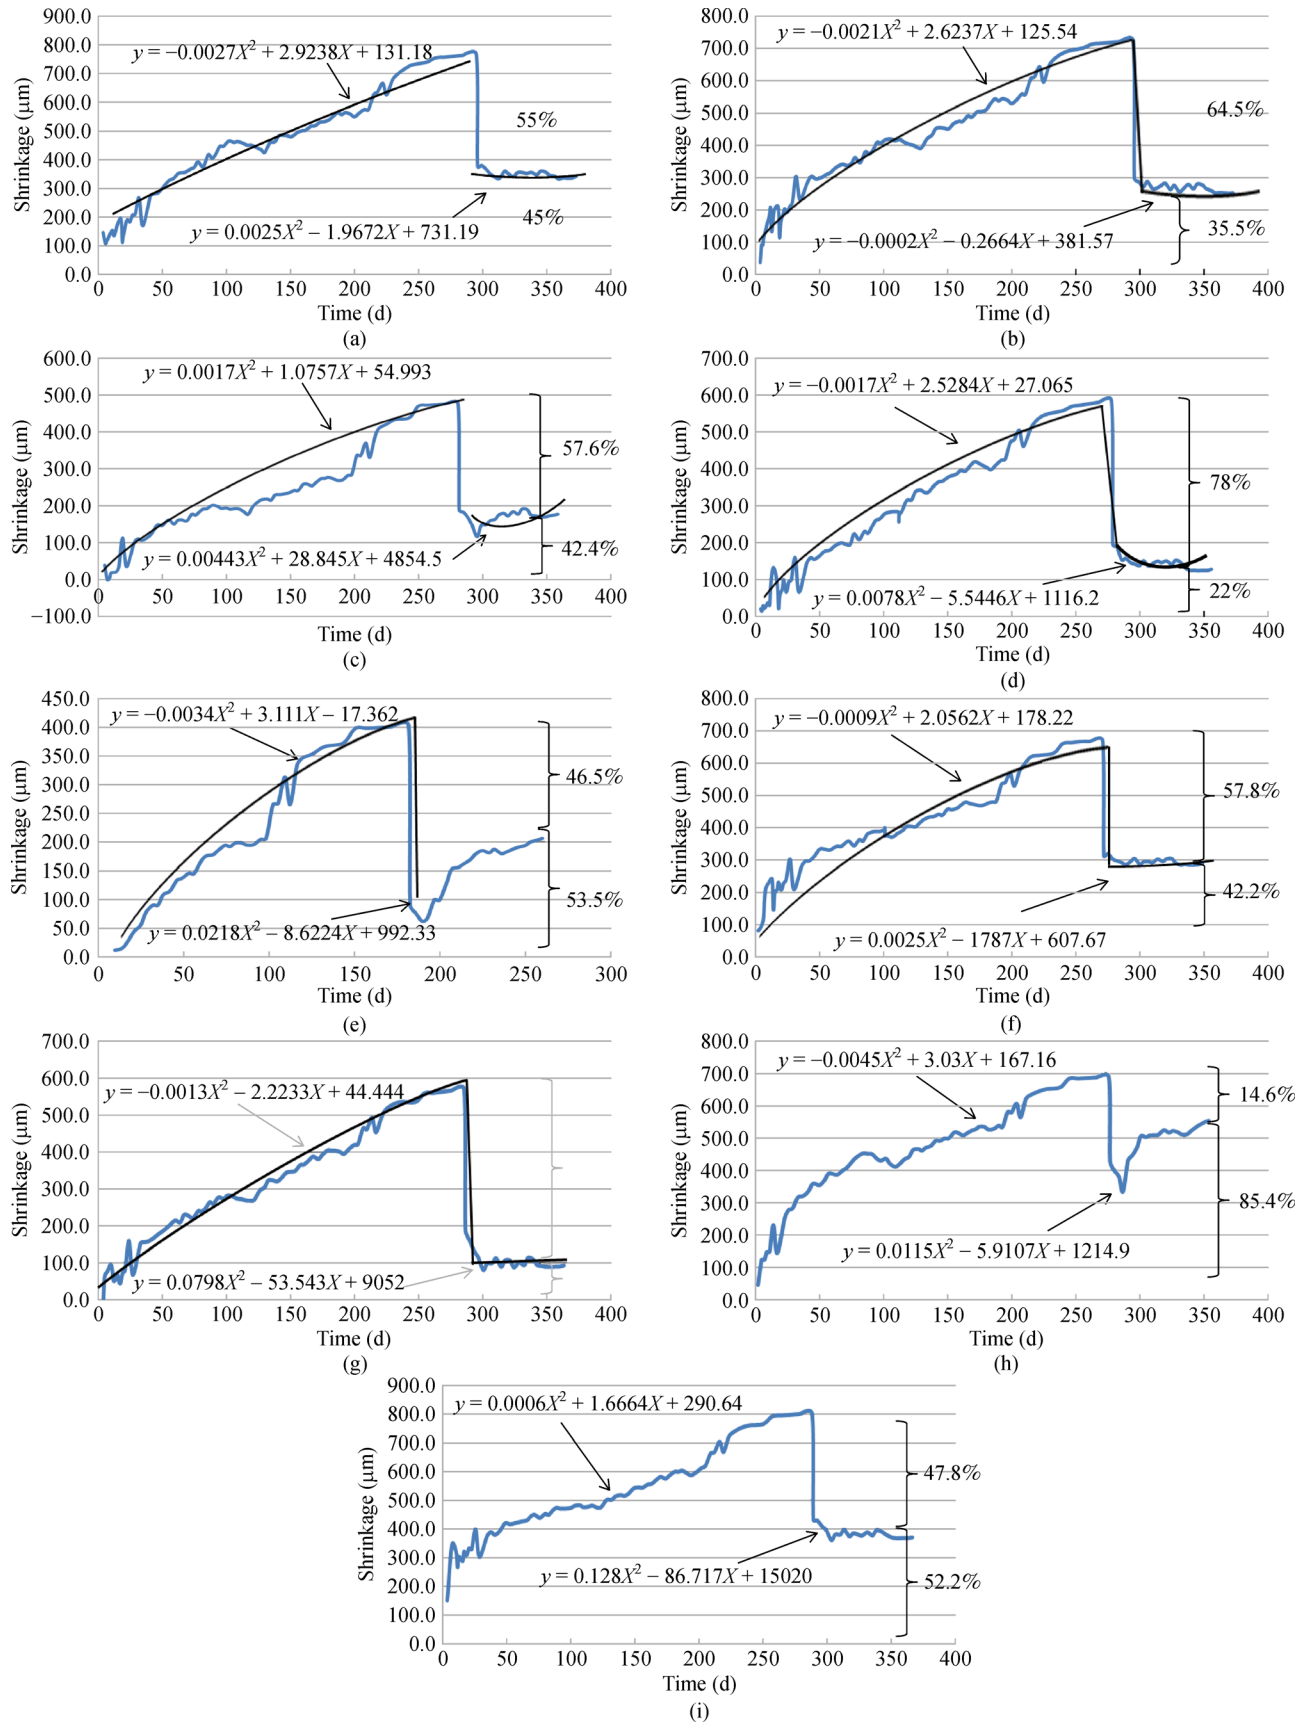 900.0
800.0
700.0
600.0
500.0
400.0
300.0
200.0
100.0
0.0
Shrinkage (μm)
y = −0.0027X² + 2.9238X + 131.18
55%
45%
y = 0.0025X² − 1.9672X + 731.19
0 50 100 150 200 250 300 350 400
Time (d)
(a)
800.0
700.0
600.0
500.0
400.0
300.0
200.0
100.0
0.0
Shrinkage (μm)
y = −0.0021X² + 2.6237X + 125.54
64.5%
35.5%
y = −0.0002X² − 0.2664X + 381.57
0 50 100 150 200 250 300 350 400
Time (d)
(b)
600.0
500.0
400.0
300.0
200.0
100.0
0.0
−100.0
Shrinkage (μm)
y = 0.0017X² + 1.0757X + 54.993
57.6%
42.4%
y = 0.00443X² + 28.845X + 4854.5
0 50 100 150 200 250 300 350 400
Time (d)
(c)
700.0
600.0
500.0
400.0
300.0
200.0
100.0
0.0
Shrinkage (μm)
y = −0.0017X² + 2.5284X + 27.065
78%
22%
y = 0.0078X² − 5.5446X + 1116.2
0 50 100 150 200 250 300 350 400
Time (d)
(d)
450.0
400.0
350.0
300.0
250.0
200.0
150.0
100.0
50.0
0.0
Shrinkage (μm)
y = −0.0034X² + 3.111X − 17.362
46.5%
53.5%
y = 0.0218X² − 8.6224X + 992.33
0 50 100 150 200 250 300
Time (d)
(e)
800.0
700.0
600.0
500.0
400.0
300.0
200.0
100.0
0.0
Shrinkage (μm)
y = −0.0009X² + 2.0562X + 178.22
57.8%
42.2%
y = 0.0025X² − 1787X + 607.67
0 50 100 150 200 250 300 350 400
Time (d)
(f)
700.0
600.0
500.0
400.0
300.0
200.0
100.0
0.0
Shrinkage (μm)
y = −0.0013X² − 2.2233X + 44.444
y = 0.0798X² − 53.543X + 9052
0 50 100 150 200 250 300 350 400
Time (d)
(g)
800.0
700.0
600.0
500.0
400.0
300.0
200.0
100.0
0.0
Shrinkage (μm)
y = −0.0045X² + 3.03X + 167.16
14.6%
85.4%
y = 0.0115X² − 5.9107X + 1214.9
0 50 100 150 200 250 300 350 400
Time (d)
(h)
900.0
800.0
700.0
600.0
500.0
400.0
300.0
200.0
100.0
0.0
Shrinkage (μm)
y = 0.0006X² + 1.6664X + 290.64
47.8%
52.2%
y = 0.128X² − 86.717X + 15020
0 50 100 150 200 250 300 350 400
Time (d)
(i)